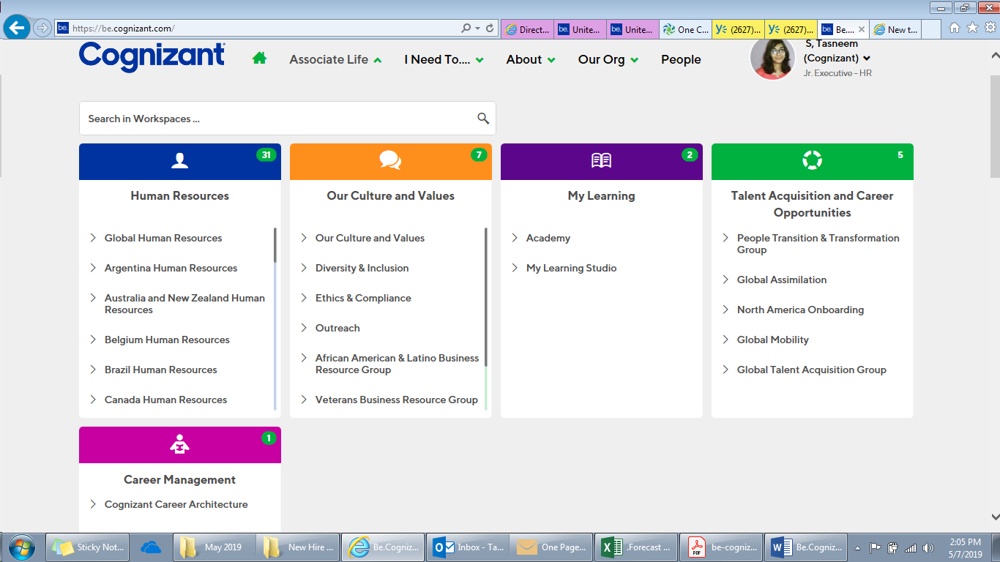 be. https://be.cognizant.com/
Direct...
be. Unite...
be. Unite...
One C...
(2627)...
(2627)...
be. Be....
New t...
Cognizant
Associate Life
I Need To....
About
Our Org
People
S, Tasneem
(Cognizant)
Jr. Executive - HR
Search in Workspaces ...
31
Human Resources
Global Human Resources
Argentina Human Resources
Australia and New Zealand Human
Resources
Belgium Human Resources
Brazil Human Resources
Canada Human Resources
7
Our Culture and Values
Our Culture and Values
Diversity & Inclusion
Ethics & Compliance
Outreach
African American & Latino Business
Resource Group
Veterans Business Resource Group
2
My Learning
Academy
My Learning Studio
5
Talent Acquisition and Career
Opportunities
People Transition & Transformation
Group
Global Assimilation
North America Onboarding
Global Mobility
Global Talent Acquisition Group
1
Career Management
Cognizant Career Architecture
Sticky Not...
May 2019
New Hire ...
Be.Cogniz...
Inbox - Ta...
One Page...
.Forecast ...
PDF
be-cogniz...
Be.Cogniz...
2:05 PM
5/7/2019